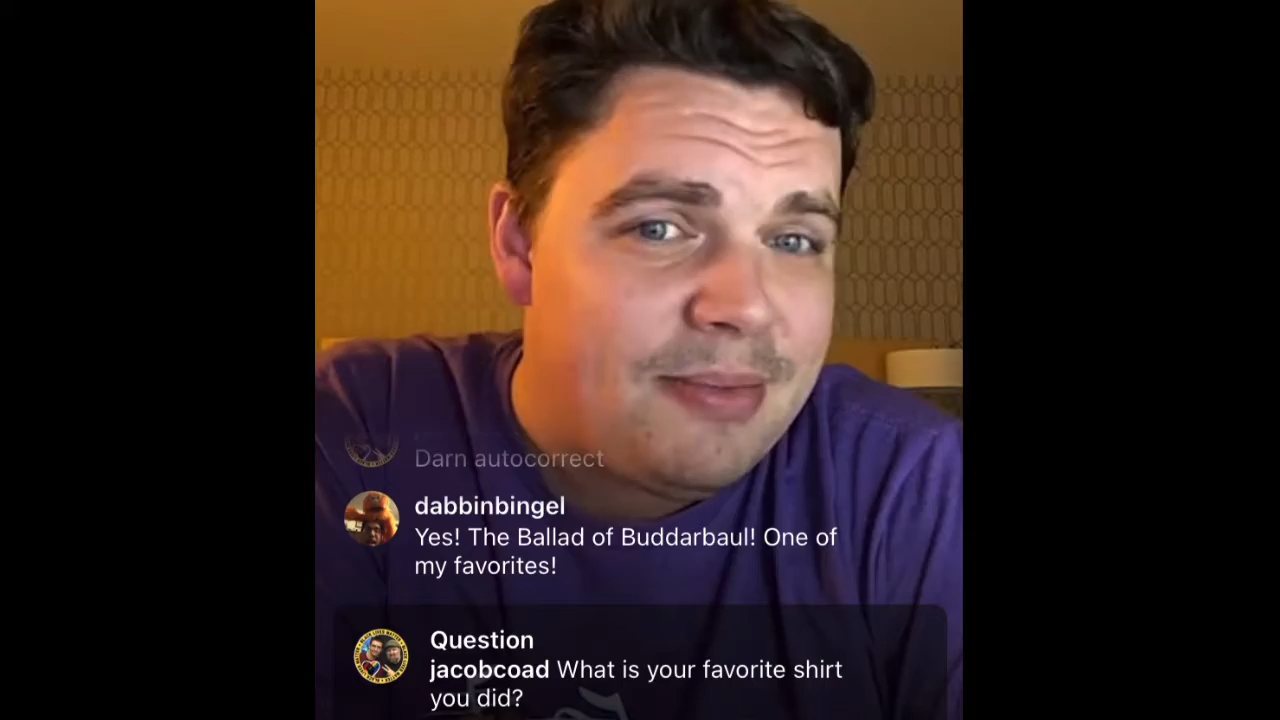 Darn autocorrect
dabbinbingel
Yes! The Ballad of Buddarbaul! One of
my favorites!
Question
jacobcoad What is your favorite shirt
you did?